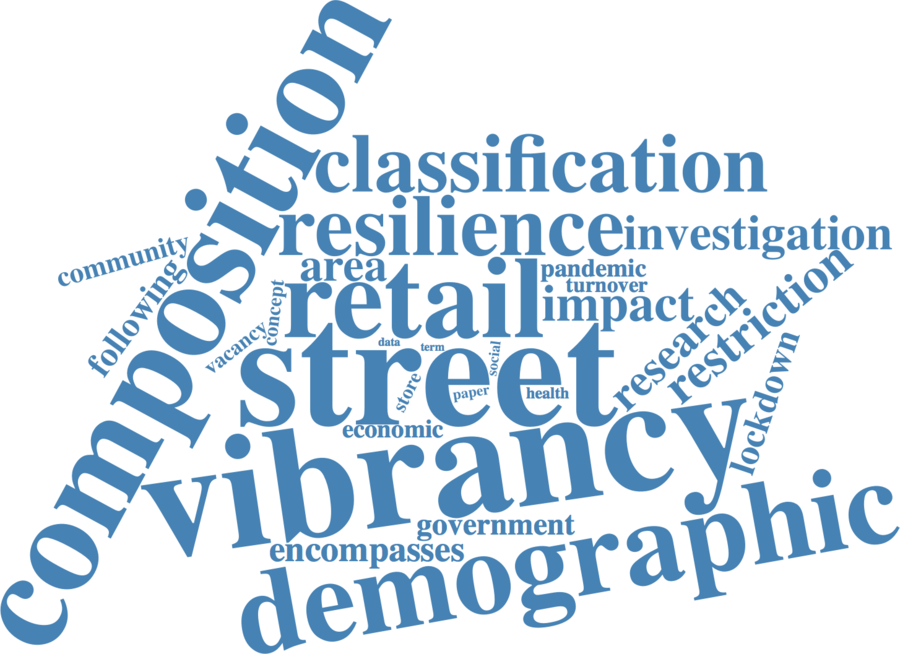 composition
classification
resilience
investigation
community
area
pandemic
following
concept
retail
turnover
impact
vacancy
research
restriction
data
term
social
street
store
paper
health
lockdown
economic
vibrancy
government
encompasses
demographic